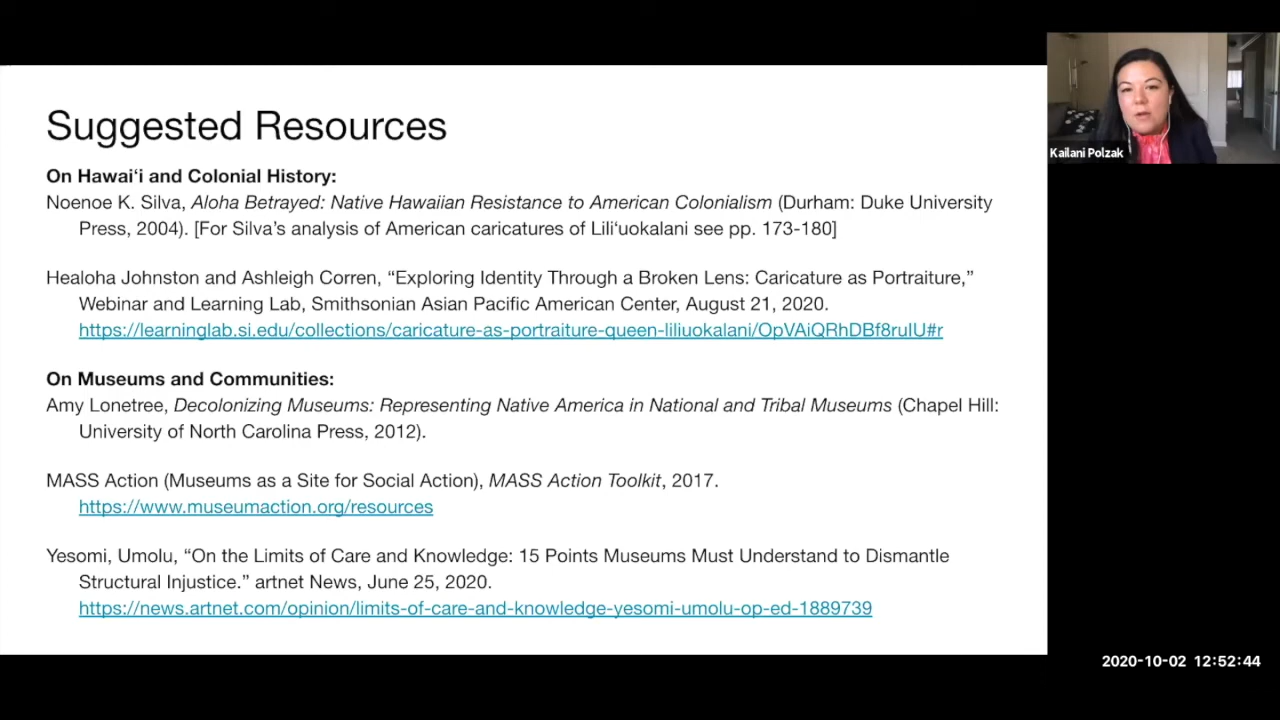 Suggested Resources
On Hawaiʻi and Colonial History:
Noenoe K. Silva, Aloha Betrayed: Native Hawaiian Resistance to American Colonialism (Durham: Duke University
Press, 2004). [For Silva’s analysis of American caricatures of Liliʻuokalani see pp. 173-180]
Healoha Johnston and Ashleigh Corren, “Exploring Identity Through a Broken Lens: Caricature as Portraiture,”
Webinar and Learning Lab, Smithsonian Asian Pacific American Center, August 21, 2020.
https://learninglab.si.edu/collections/caricature-as-portraiture-queen-liliuokalani/OpVAiQRhDBf8ruIU#r
On Museums and Communities:
Amy Lonetree, Decolonizing Museums: Representing Native America in National and Tribal Museums (Chapel Hill:
University of North Carolina Press, 2012).
MASS Action (Museums as a Site for Social Action), MASS Action Toolkit, 2017.
https://www.museumaction.org/resources
Yesomi, Umolu, “On the Limits of Care and Knowledge: 15 Points Museums Must Understand to Dismantle
Structural Injustice.” artnet News, June 25, 2020.
https://news.artnet.com/opinion/limits-of-care-and-knowledge-yesomi-umolu-op-ed-1889739
Kailani Polzak
2020-10-02 12:52:44